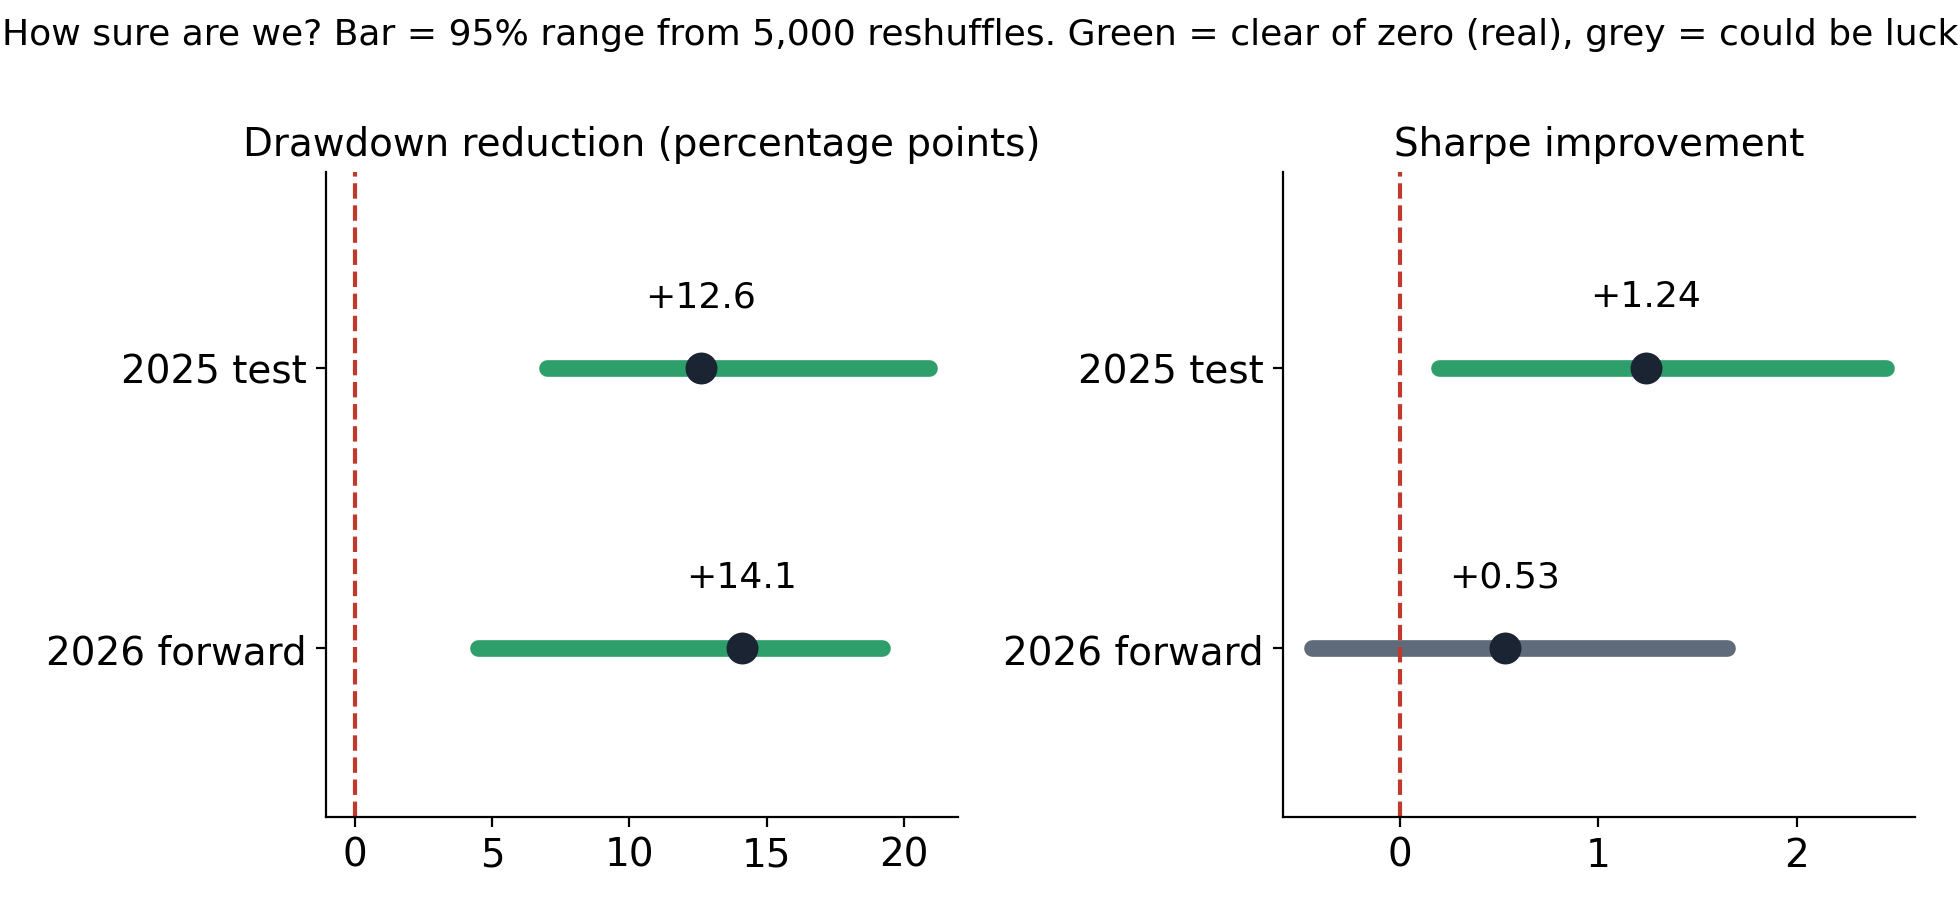 How sure are we? Bar = 95% range from 5,000 reshuffles. Green = clear of zero (real), grey = could be luck
Drawdown reduction (percentage points)
+12.6
2025 test
+14.1
2026 forward
0 5 10 15 20
Sharpe improvement
+1.24
2025 test
+0.53
2026 forward
0 1 2